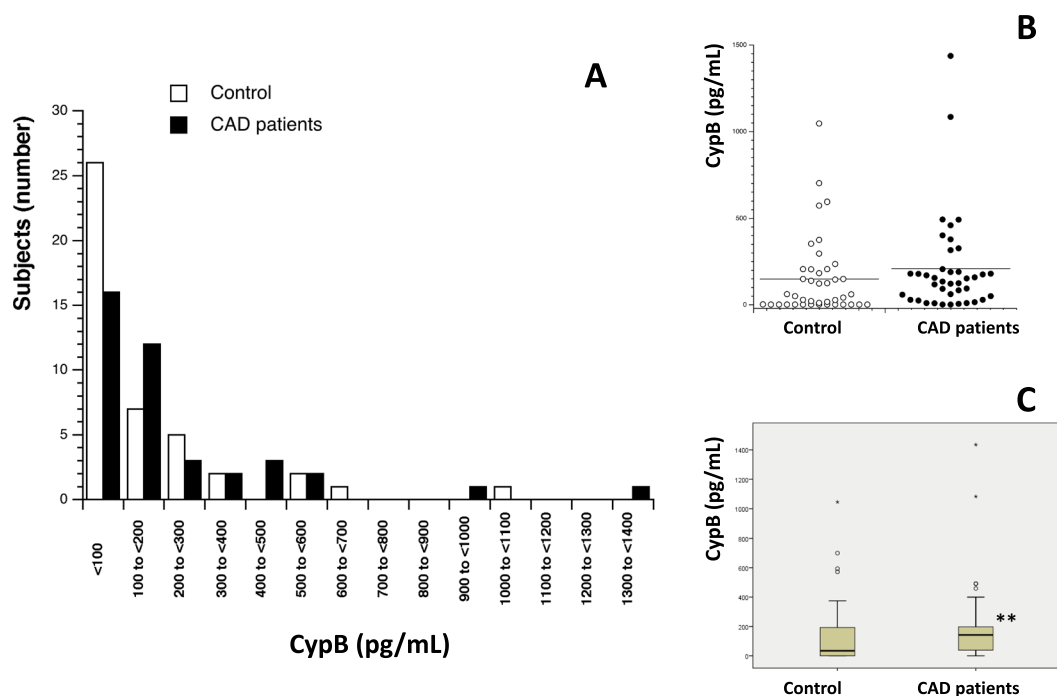 A
Control
CAD patients
Subjects (number)
30
25
20
15
10
5
0
<100
100 to <200
200 to <300
300 to <400
400 to <500
500 to <600
600 to <700
700 to <800
800 to <900
900 to <1000
1000 to <1100
1100 to <1200
1200 to <1300
1300 to <1400
CypB (pg/mL)
B
CypB (pg/mL)
1500
1000
500
0
Control
CAD patients
C
CypB (pg/mL)
1400
1200
1000
800
600
400
200
0
**
Control
CAD patients